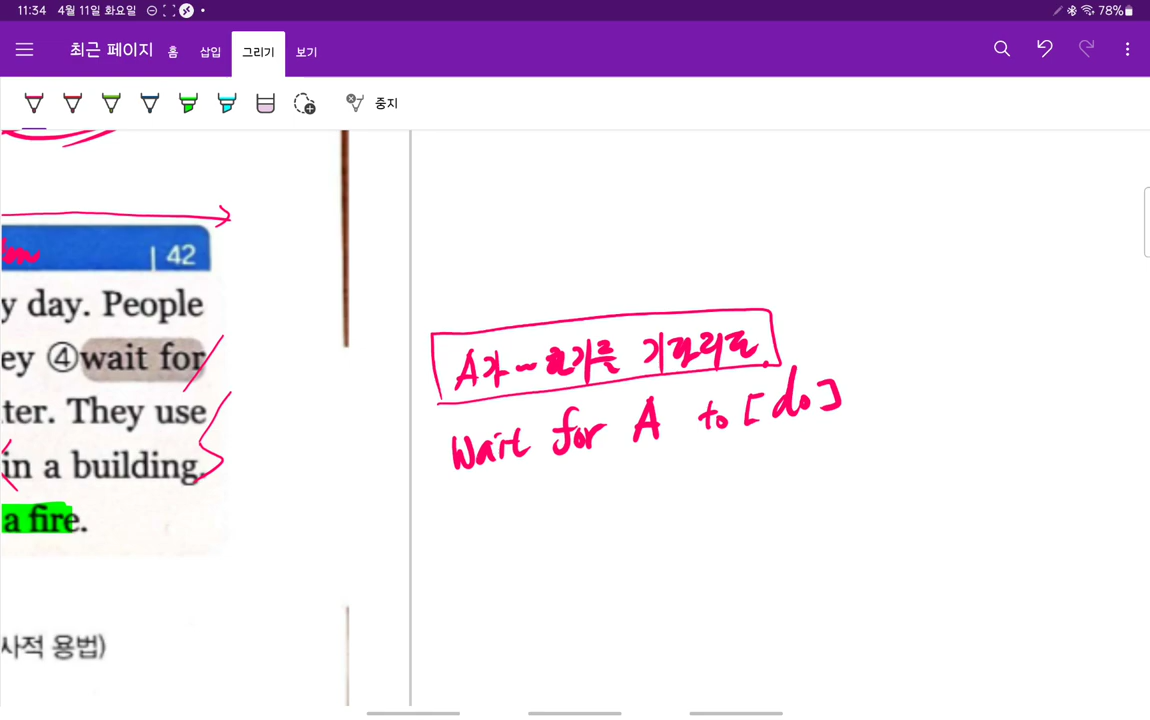 11:34 4월 11일 화요일 78%
최근 페이지 홈 삽입 그리기 보기
중지
42
y day. People
ey ④wait for
ter. They use
in a building.
a fire.
A가 ~ 하기를 기다리다.
Wait for A to [do]
사적 용법)